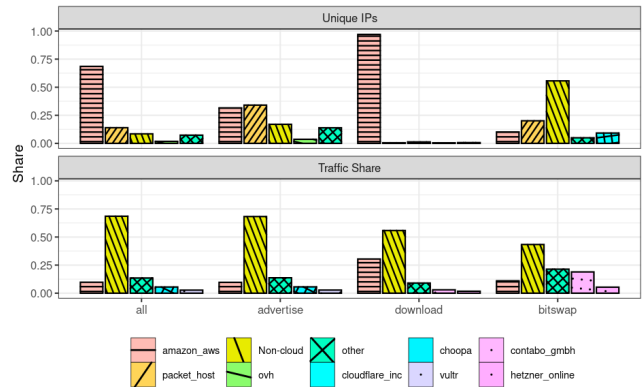 Unique IPs
1.00
0.75
0.50
0.25
0.00
Share
Traffic Share
1.00
0.75
0.50
0.25
0.00
all advertise download bitswap
amazon_aws Non-cloud other choopa contabo_gmbh
packet_host ovh cloudflare_inc vultr hetzner_online